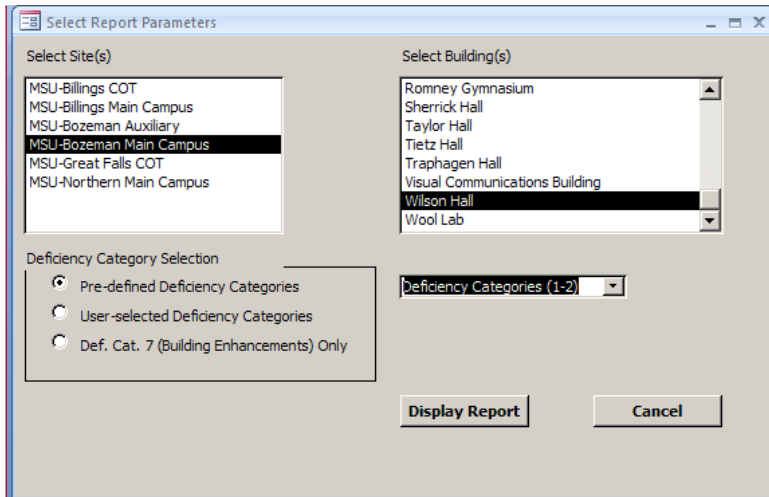 Select Report Parameters
Select Site(s)
MSU-Billings COT
MSU-Billings Main Campus
MSU-Bozeman Auxiliary
MSU-Bozeman Main Campus
MSU-Great Falls COT
MSU-Northern Main Campus
Select Building(s)
Romney Gymnasium
Sherrick Hall
Taylor Hall
Tietz Hall
Traphagen Hall
Visual Communications Building
Wilson Hall
Wool Lab
Deficiency Category Selection
Pre-defined Deficiency Categories
User-selected Deficiency Categories
Def. Cat. 7 (Building Enhancements) Only
Deficiency Categories (1-2)
Display Report
Cancel